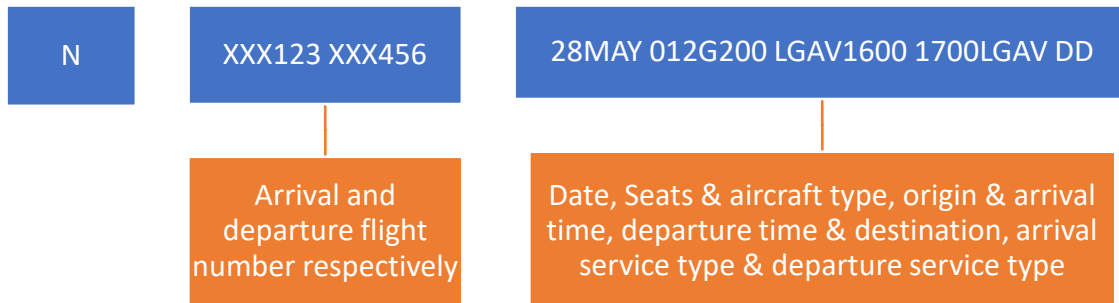 N
XXX123 XXX456
28MAY 012G200 LGAV1600 1700LGAV DD
Arrival and
departure flight
number respectively
Date, Seats & aircraft type, origin & arrival
time, departure time & destination, arrival
service type & departure service type